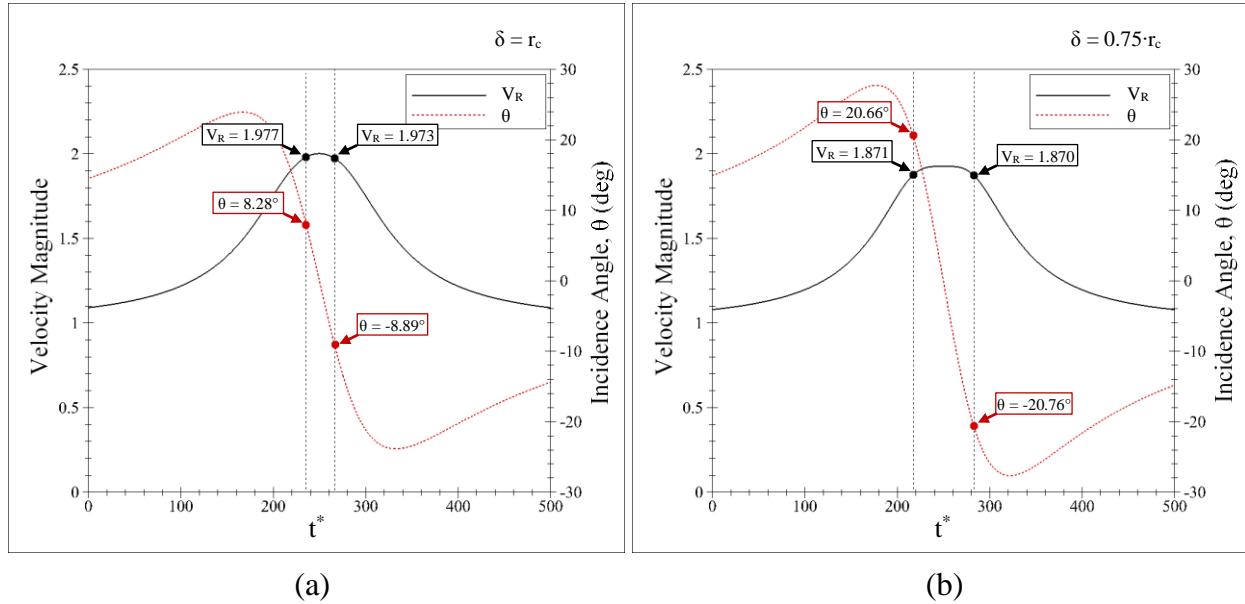 δ = r_c
2.5
30
V_R
θ
V_R = 1.977
V_R = 1.973
2
20
θ = 8.28°
10
1.5
0
1
θ = -8.89°
-10
0.5
-20
0
-30
0
100
200
300
400
500
t*
Velocity Magnitude
Incidence Angle, θ (deg)
(a)
δ = 0.75·r_c
2.5
30
V_R
θ
θ = 20.66°
20
V_R = 1.871
V_R = 1.870
2
10
1.5
0
1
-10
0.5
θ = -20.76°
-20
0
-30
0
100
200
300
400
500
t*
Velocity Magnitude
Incidence Angle, θ (deg)
(b)